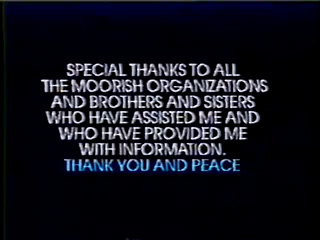 SPECIAL THANKS TO ALL
THE MOORISH ORGANIZATIONS
AND BROTHERS AND SISTERS
WHO HAVE ASSISTED ME AND
WHO HAVE PROVIDED ME
WITH INFORMATION.
THANK YOU AND PEACE